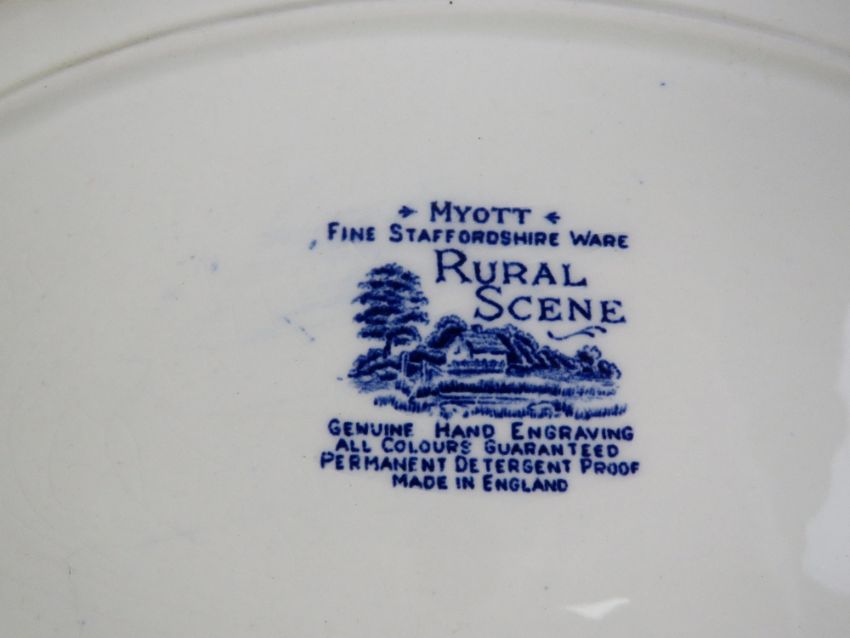 MYOTT
FINE STAFFORDSHIRE WARE
RURAL
SCENE
GENUINE HAND ENGRAVING
ALL COLOURS GUARANTEED
PERMANENT DETERGENT PROOF
MADE IN ENGLAND